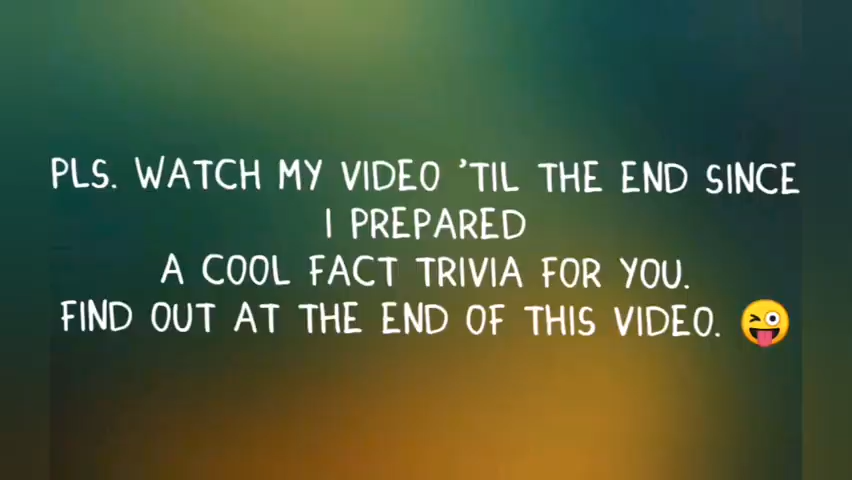 PLS. WATCH MY VIDEO 'TIL THE END SINCE
I PREPARED
A COOL FACT TRIVIA FOR YOU.
FIND OUT AT THE END OF THIS VIDEO. 😜